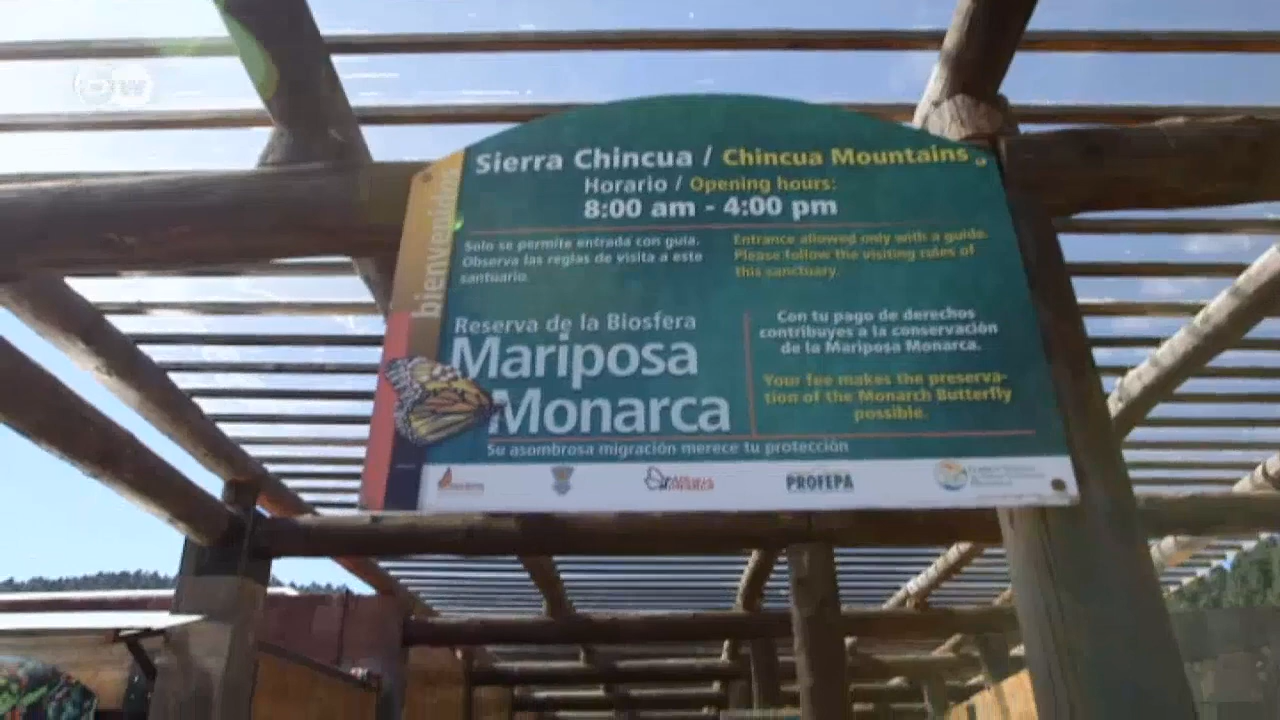 DW
Sierra Chincua / Chincua Mountains
Horario / Opening hours:
8:00 am - 4:00 pm
bienvenidos
Solo se permite entrada con guía.
Observa las reglas de visita a este
santuario.
Entrance allowed only with a guide.
Please follow the visiting rules of
this sanctuary.
Reserva de la Biosfera
Mariposa
Monarca
Con tu pago de derechos
contribuyes a la conservación
de la Mariposa Monarca.
Your fee makes the preserva-
tion of the Monarch Butterfly
possible.
Su asombrosa migración merece tu protección
PROFEPA